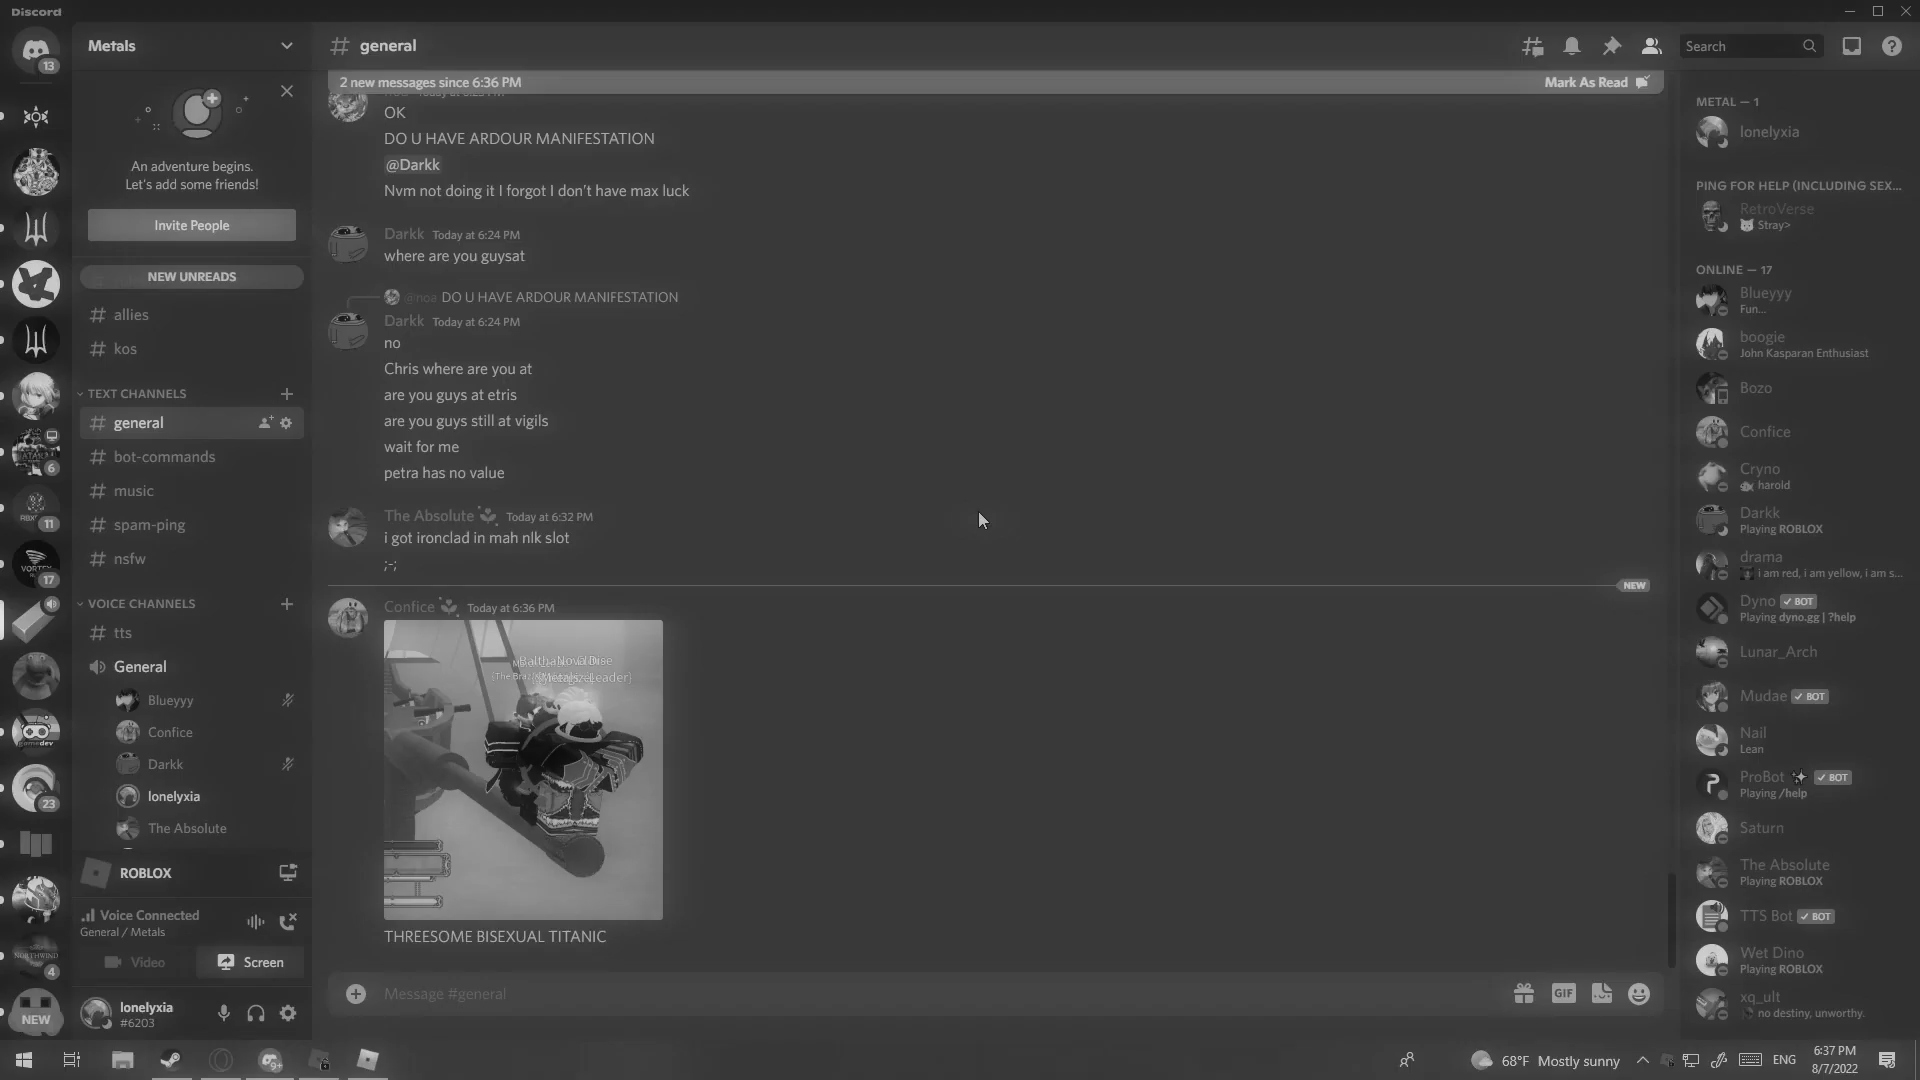 Discord
13
6
11
17
23
4
NEW
Metals
An adventure begins.
Let's add some friends!
Invite People
NEW UNREADS
allies
kos
TEXT CHANNELS
general
bot-commands
music
spam-ping
nsfw
VOICE CHANNELS
tts
General
Blueyyy
Confice
Darkk
lonelyxia
The Absolute
ROBLOX
Voice Connected
General / Metals
Video
Screen
lonelyxia
#6203
general
Search
2 new messages since 6:36 PM
Mark As Read
OK
DO U HAVE ARDOUR MANIFESTATION
@Darkk
Nvm not doing it I forgot I don't have max luck
Darkk Today at 6:24 PM
where are you guysat
@noa DO U HAVE ARDOUR MANIFESTATION
Darkk Today at 6:24 PM
no
Chris where are you at
are you guys at etris
are you guys still at vigils
wait for me
petra has no value
The Absolute Today at 6:32 PM
i got ironclad in mah nlk slot
;-;
NEW
Confice Today at 6:36 PM
THREESOME BISEXUAL TITANIC
Message #general
GIF
METAL — 1
lonelyxia
PING FOR HELP (INCLUDING SEX...
RetroVerse
Stray>
ONLINE — 17
Blueyyy
Fun...
boogie
John Kasparan Enthusiast
Bozo
Confice
Cryno
harold
Darkk
Playing ROBLOX
drama
i am red, i am yellow, i am s...
Dyno ✓ BOT
Playing dyno.gg | ?help
Lunar_Arch
Mudae ✓ BOT
Nail
Lean
ProBot ✓ BOT
Playing /help
Saturn
The Absolute
Playing ROBLOX
TTS Bot ✓ BOT
Wet Dino
Playing ROBLOX
xq_ult
no destiny, unworthy.
9+
68°F Mostly sunny
ENG
6:37 PM
8/7/2022